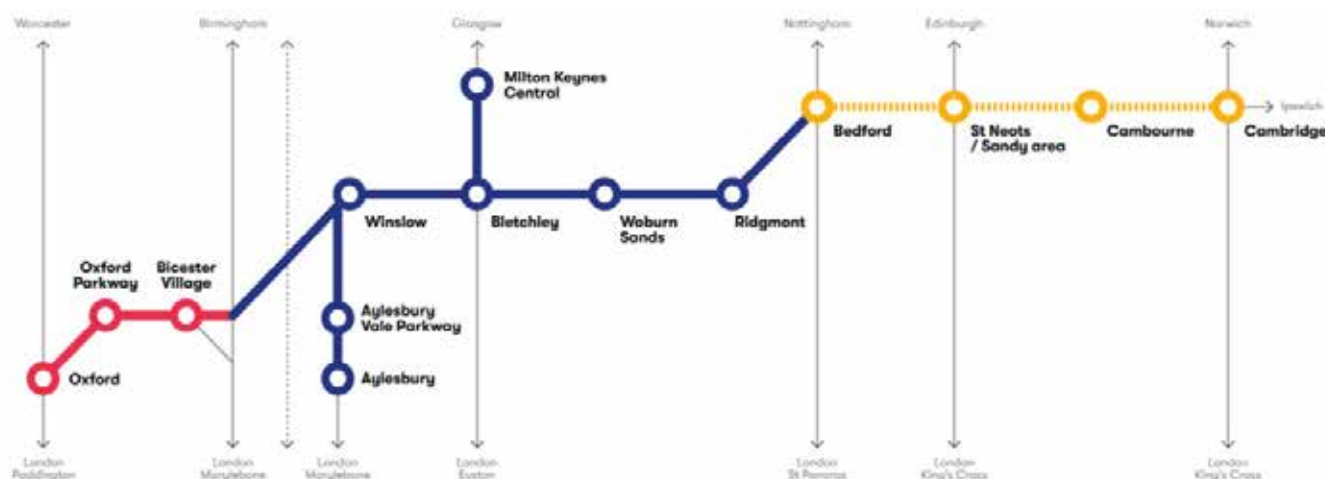 Worcester
Birmingham
Glasgow
Nottingham
Edinburgh
Norwich
Milton Keynes
Central
Ipswich
Bedford
St Neots
/ Sandy area
Cambourne
Cambridge
Winslow
Bletchley
Woburn
Sands
Ridgmont
Oxford
Parkway
Bicester
Village
Aylesbury
Vale Parkway
Oxford
Aylesbury
London
Paddington
London
Marylebone
London
Marylebone
London
Euston
London
St Pancras
London
King's Cross
London
King's Cross